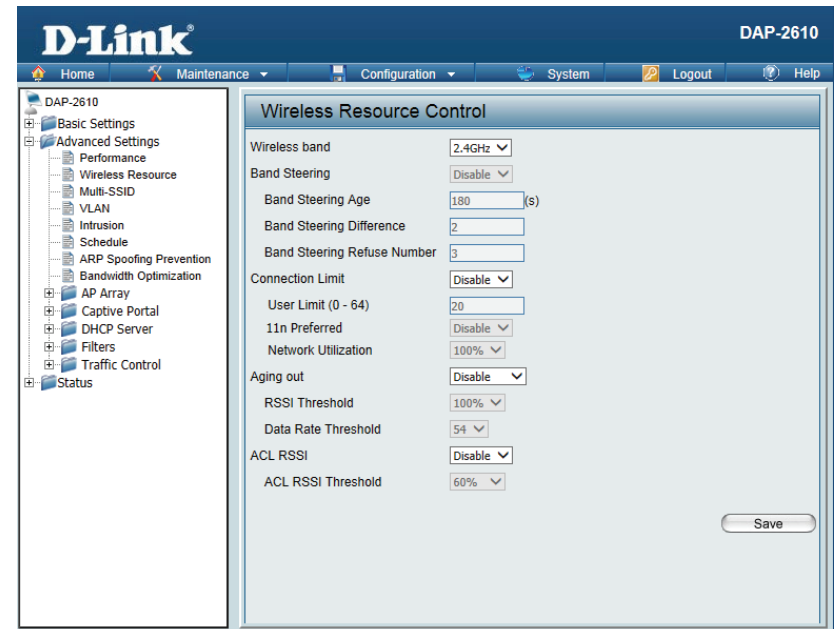 D-Link®
DAP-2610
Home Maintenance Configuration System Logout Help
DAP-2610
Basic Settings
Advanced Settings
Performance
Wireless Resource
Multi-SSID
VLAN
Intrusion
Schedule
ARP Spoofing Prevention
Bandwidth Optimization
AP Array
Captive Portal
DHCP Server
Filters
Traffic Control
Status
Wireless Resource Control
Wireless band 2.4GHz
Band Steering Disable
Band Steering Age 180 (s)
Band Steering Difference 2
Band Steering Refuse Number 3
Connection Limit Disable
User Limit (0 - 64) 20
11n Preferred Disable
Network Utilization 100%
Aging out Disable
RSSI Threshold 100%
Data Rate Threshold 54
ACL RSSI Disable
ACL RSSI Threshold 60%
Save